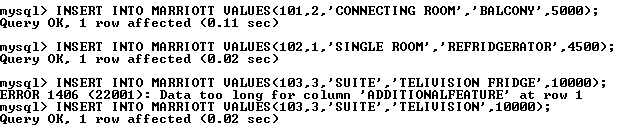 mysql> INSERT INTO MARRIOTT VALUES(101,2,'CONNECTING ROOM','BALCONY',5000);
Query OK, 1 row affected (0.11 sec)
mysql> INSERT INTO MARRIOTT VALUES(102,1,'SINGLE ROOM','REFRIDGERATOR',4500);
Query OK, 1 row affected (0.02 sec)
mysql> INSERT INTO MARRIOTT VALUES(103,3,'SUITE','TELIVISION FRIDGE',10000);
ERROR 1406 (22001): Data too long for column 'ADDITIONALFEATURE' at row 1
mysql> INSERT INTO MARRIOTT VALUES(103,3,'SUITE','TELIVISION',10000);
Query OK, 1 row affected (0.02 sec)